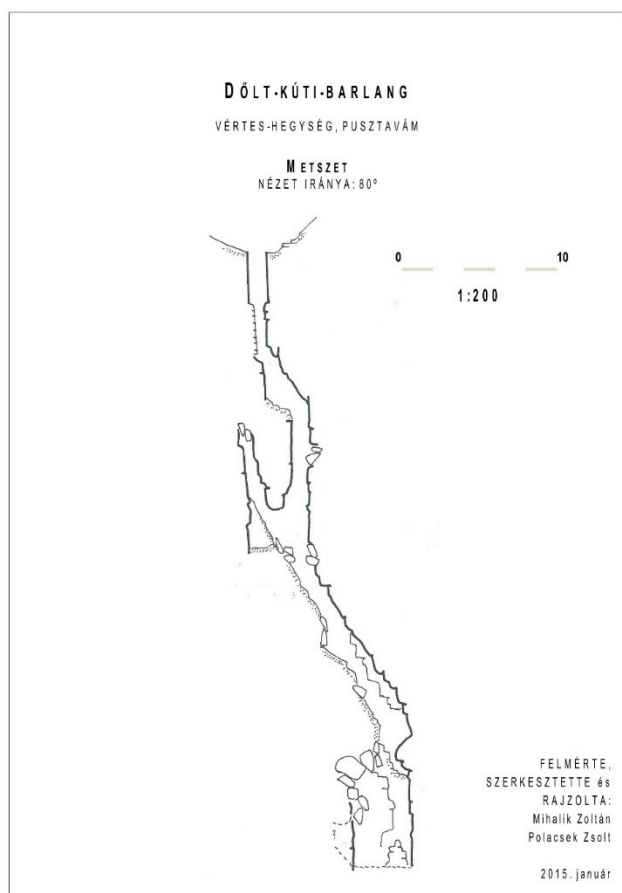 DŐLT-KÚTI-BARLANG
VÉRTES-HEGYSÉG, PUSZTAVÁM
METSZET
NÉZET IRÁNYA: 80°
0 10
1:200
FELMÉRTE,
SZERKESZTETTE és
RAJZOLTA:
Mihalik Zoltán
Polacsek Zsolt
2015. január